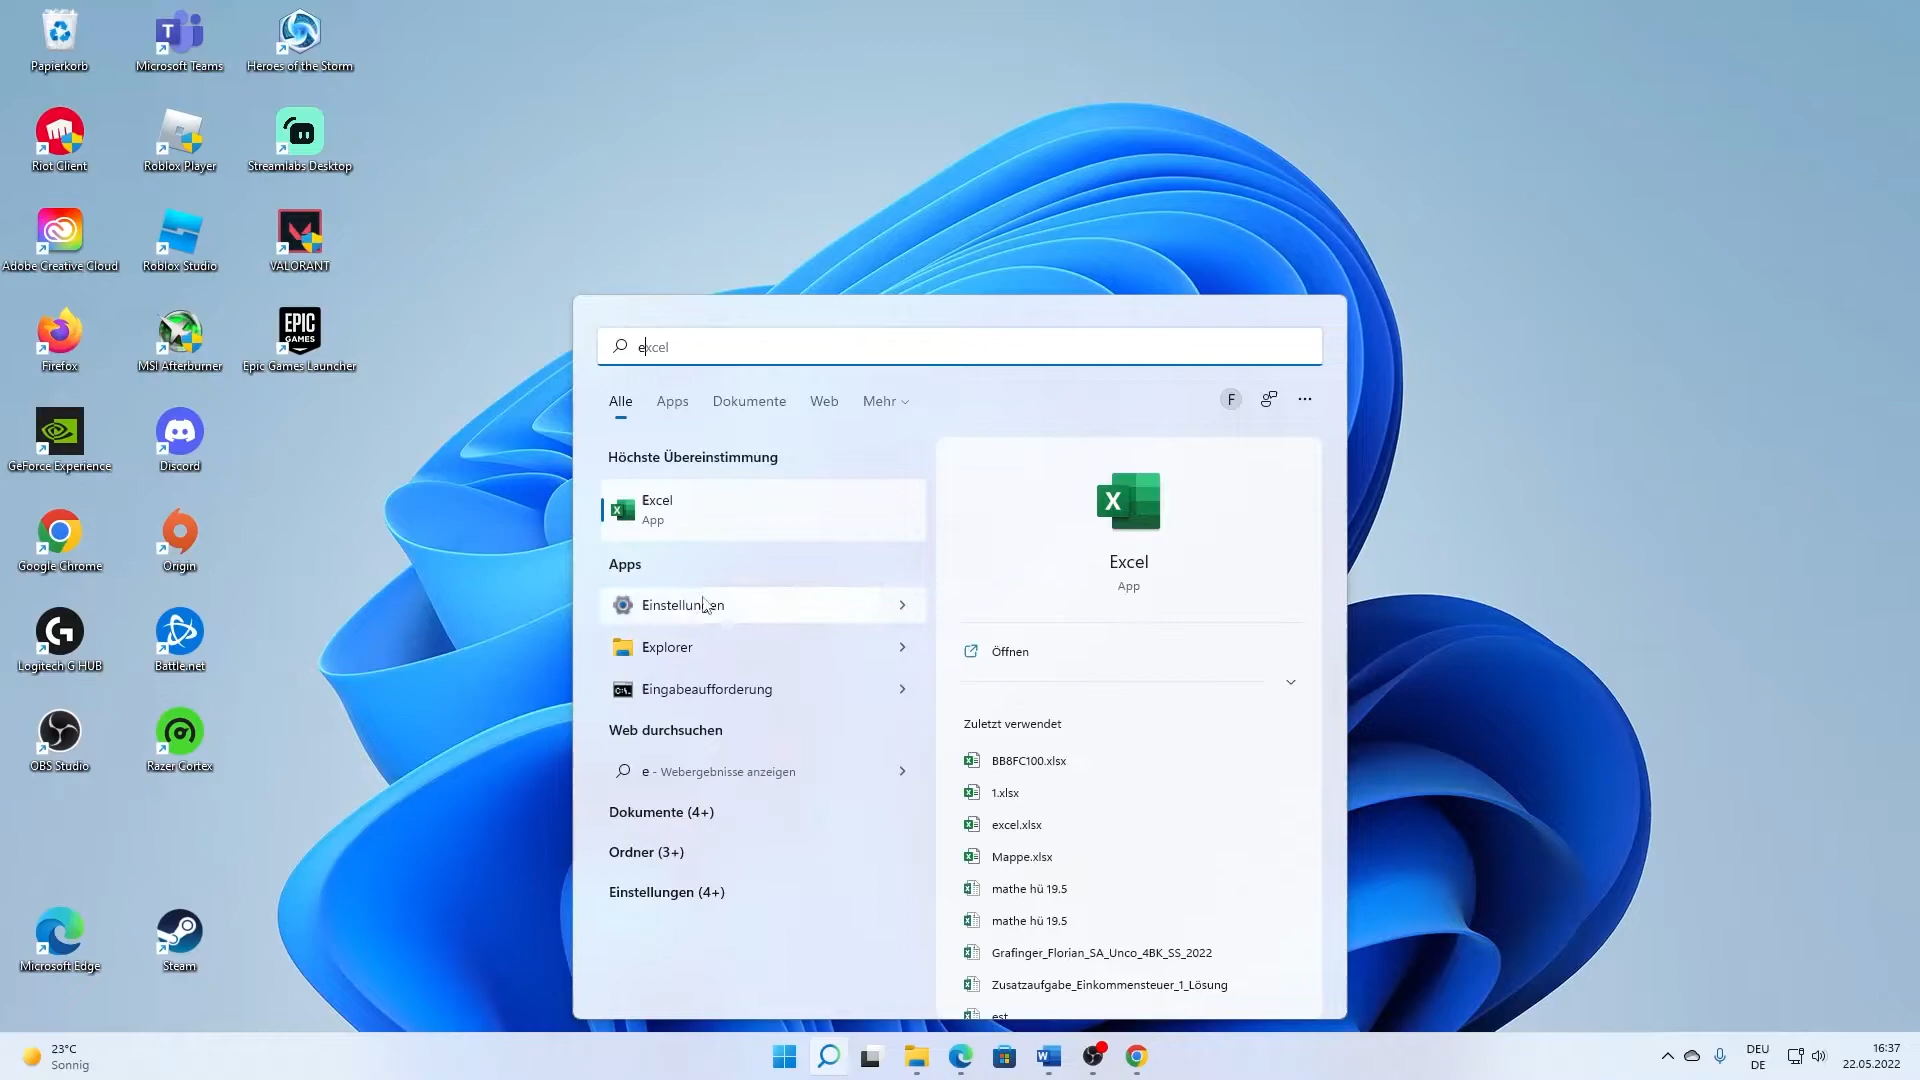 Papierkorb
Microsoft Teams
Heroes of the Storm
Riot Client
Roblox Player
Streamlabs Desktop
Adobe Creative Cloud
Roblox Studio
VALORANT
Firefox
MSI Afterburner
EPIC
GAMES
Epic Games Launcher
GeForce Experience
Discord
Google Chrome
Origin
Logitech G HUB
Battle.net
OBS Studio
Razer Cortex
Microsoft Edge
Steam
excel
Alle
Apps
Dokumente
Web
Mehr
F
Höchste Übereinstimmung
Excel
App
Apps
Einstellungen
Explorer
Eingabeaufforderung
Web durchsuchen
e - Webergebnisse anzeigen
Dokumente (4+)
Ordner (3+)
Einstellungen (4+)
Excel
App
Öffnen
Zuletzt verwendet
BB8FC100.xlsx
1.xlsx
excel.xlsx
Mappe.xlsx
mathe hü 19.5
mathe hü 19.5
Grafinger_Florian_SA_Unco_4BK_SS_2022
Zusatzaufgabe_Einkommensteuer_1_Lösung
est
23°C
Sonnig
DEU
DE
16:37
22.05.2022